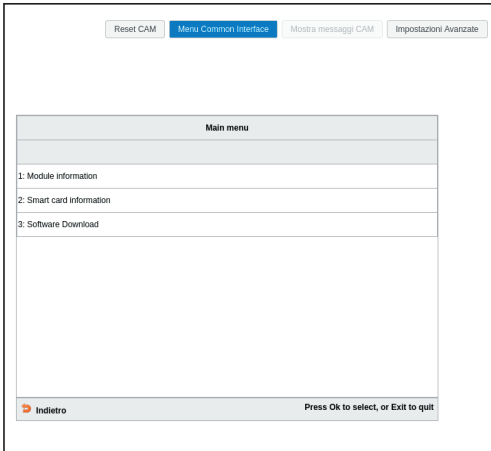 Reset CAM Menu Common Interface Mostra messaggi CAM Impostazioni Avanzate
Main menu
1: Module information
2: Smart card information
3: Software Download
Indietro Press Ok to select, or Exit to quit